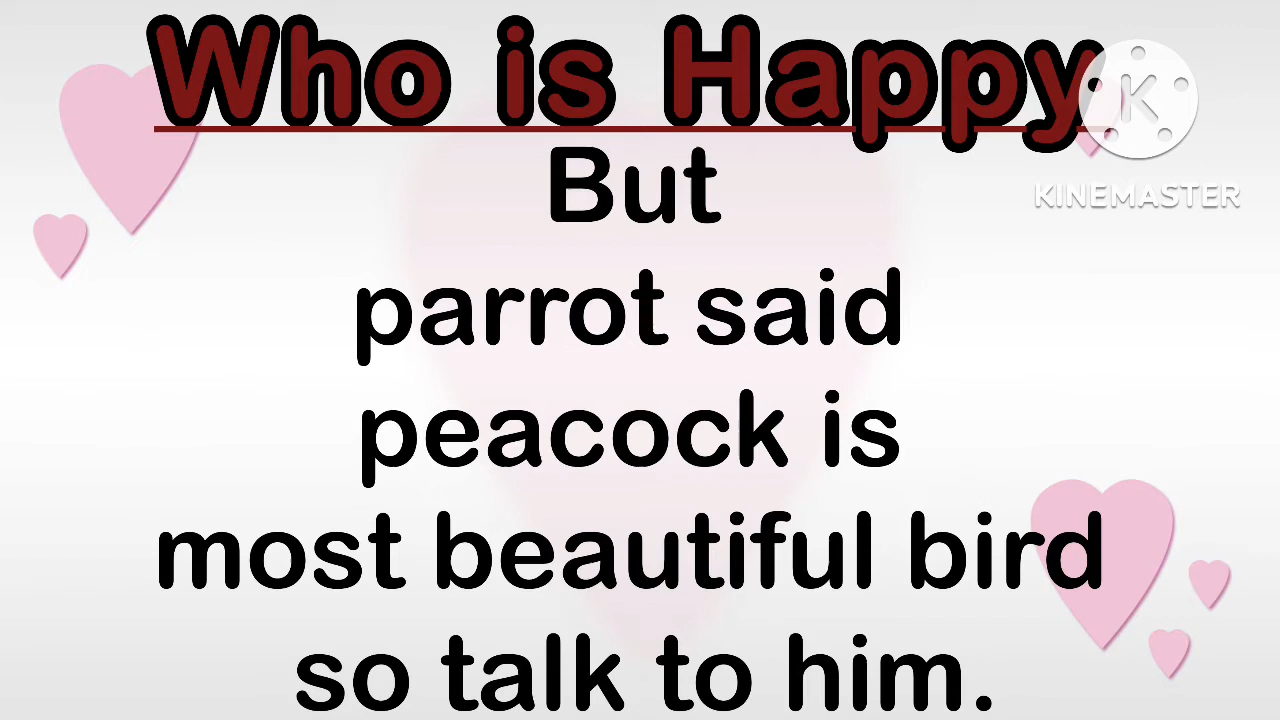 Who is Happy
But
parrot said
peacock is
most beautiful bird
so talk to him.
K
KINEMASTER